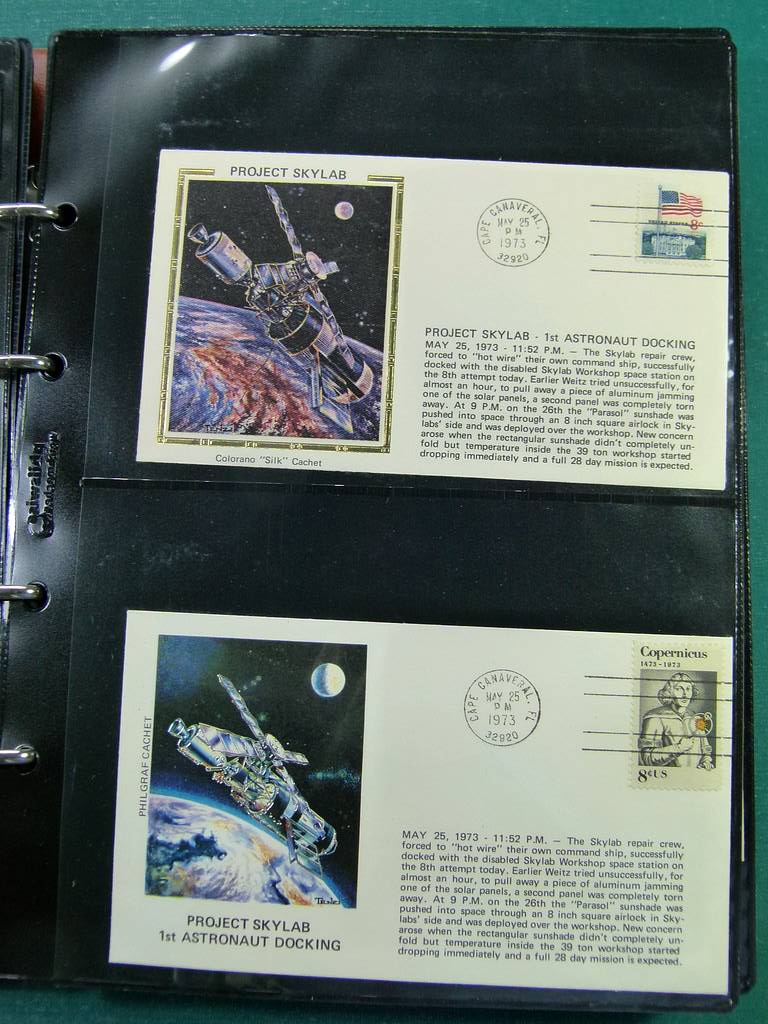 PROJECT SKYLAB
CAPE CANAVERAL, FL
MAY 25
PM
1973
32920
PROJECT SKYLAB - 1st ASTRONAUT DOCKING
MAY 25, 1973 - 11:52 P.M. — The Skylab repair crew,
forced to "hot wire" their own command ship, successfully
docked with the disabled Skylab Workshop space station on
the 8th attempt today. Earlier Weitz tried unsuccessfully, for
almost an hour, to pull away a piece of aluminum jamming
one of the solar panels, a second panel was completely torn
away. At 9 P.M. on the 26th the "Parasol" sunshade was
pushed into space through an 8 inch square airlock in Sky-
labs' side and was deployed over the workshop. New concern
arose when the rectangular sunshade didn't completely un-
fold but temperature inside the 39 ton workshop started
dropping immediately and a full 28 day mission is expected.
Colorano "Silk" Cachet
Copernicus
1473-1973
8¢ US
CAPE CANAVERAL, FL
MAY 25
PM
1973
32920
PHILGRAF CACHET
MAY 25, 1973 - 11:52 P.M. — The Skylab repair crew,
forced to "hot wire" their own command ship, successfully
docked with the disabled Skylab Workshop space station on
the 8th attempt today. Earlier Weitz tried unsuccessfully, for
almost an hour, to pull away a piece of aluminum jamming
one of the solar panels, a second panel was completely torn
away. At 9 P.M. on the 26th the "Parasol" sunshade was
pushed into space through an 8 inch square airlock in Sky-
labs' side and was deployed over the workshop. New concern
arose when the rectangular sunshade didn't completely un-
fold but temperature inside the 39 ton workshop started
dropping immediately and a full 28 day mission is expected.
PROJECT SKYLAB
1st ASTRONAUT DOCKING